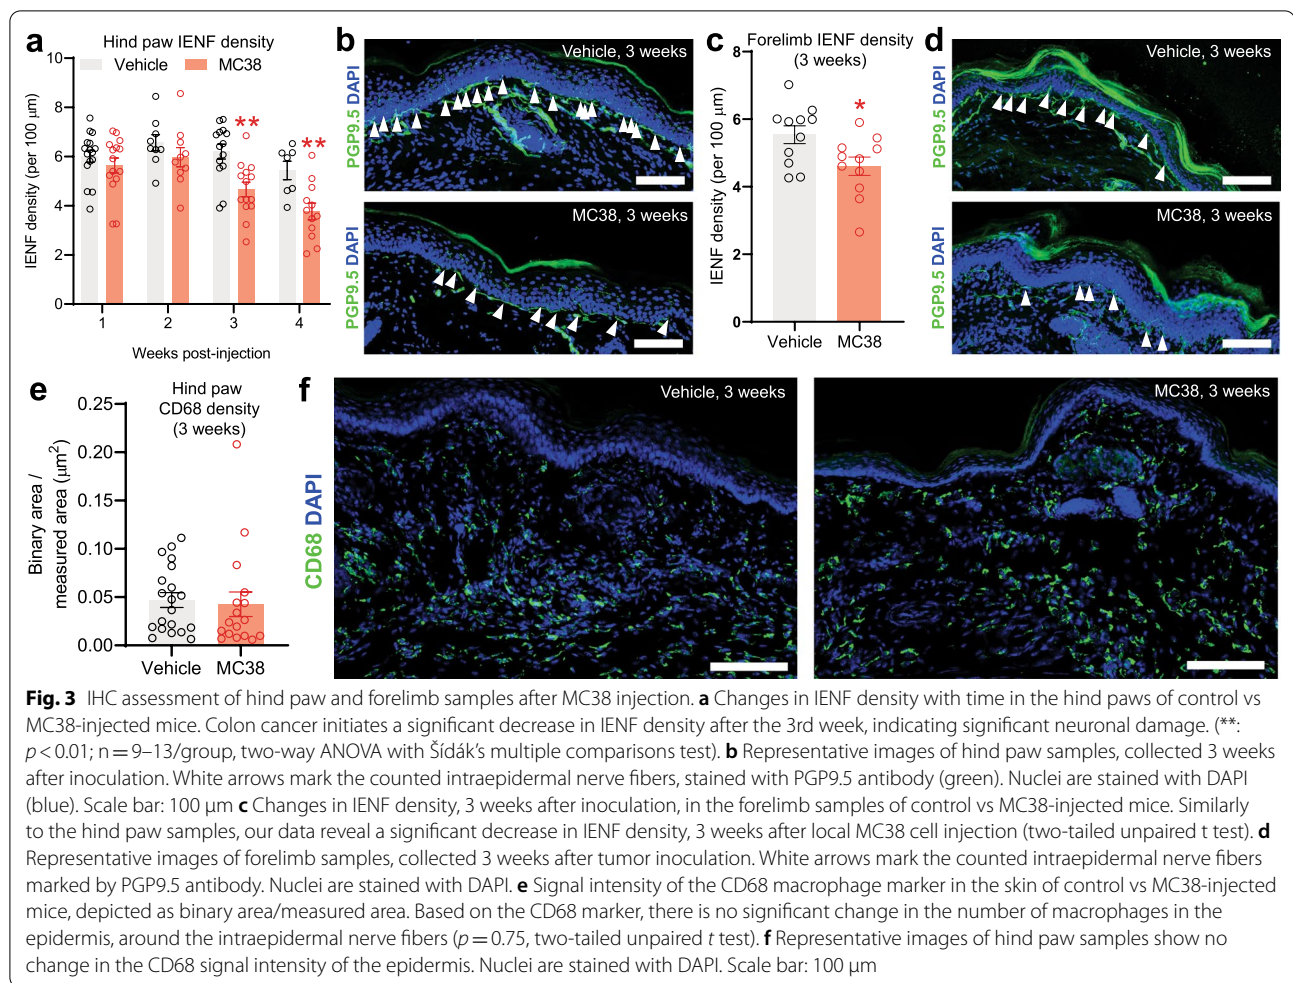 a
Hind paw IENF density
Vehicle
MC38
IENF density (per 100 µm)
10
8
6
4
2
0
**
**
1
2
3
4
Weeks post-injection
b
PGP9.5 DAPI
Vehicle, 3 weeks
PGP9.5 DAPI
MC38, 3 weeks
c
Forelimb IENF density
(3 weeks)
IENF density (per 100 µm)
8
6
4
2
0
*
Vehicle
MC38
d
PGP9.5 DAPI
Vehicle, 3 weeks
PGP9.5 DAPI
MC38, 3 weeks
e
Hind paw
CD68 density
(3 weeks)
Binary area /
measured area (µm²)
0.25
0.20
0.15
0.10
0.05
0.00
Vehicle
MC38
f
CD68 DAPI
Vehicle, 3 weeks
MC38, 3 weeks
Fig. 3 IHC assessment of hind paw and forelimb samples after MC38 injection. a Changes in IENF density with time in the hind paws of control vs
MC38-injected mice. Colon cancer initiates a significant decrease in IENF density after the 3rd week, indicating significant neuronal damage. (**:
p < 0.01; n = 9–13/group, two-way ANOVA with Šídák's multiple comparisons test). b Representative images of hind paw samples, collected 3 weeks
after inoculation. White arrows mark the counted intraepidermal nerve fibers, stained with PGP9.5 antibody (green). Nuclei are stained with DAPI
(blue). Scale bar: 100 µm c Changes in IENF density, 3 weeks after inoculation, in the forelimb samples of control vs MC38-injected mice. Similarly
to the hind paw samples, our data reveal a significant decrease in IENF density, 3 weeks after local MC38 cell injection (two-tailed unpaired t test). d
Representative images of forelimb samples, collected 3 weeks after tumor inoculation. White arrows mark the counted intraepidermal nerve fibers
marked by PGP9.5 antibody. Nuclei are stained with DAPI. e Signal intensity of the CD68 macrophage marker in the skin of control vs MC38-injected
mice, depicted as binary area/measured area. Based on the CD68 marker, there is no significant change in the number of macrophages in the
epidermis, around the intraepidermal nerve fibers (p = 0.75, two-tailed unpaired t test). f Representative images of hind paw samples show no
change in the CD68 signal intensity of the epidermis. Nuclei are stained with DAPI. Scale bar: 100 µm